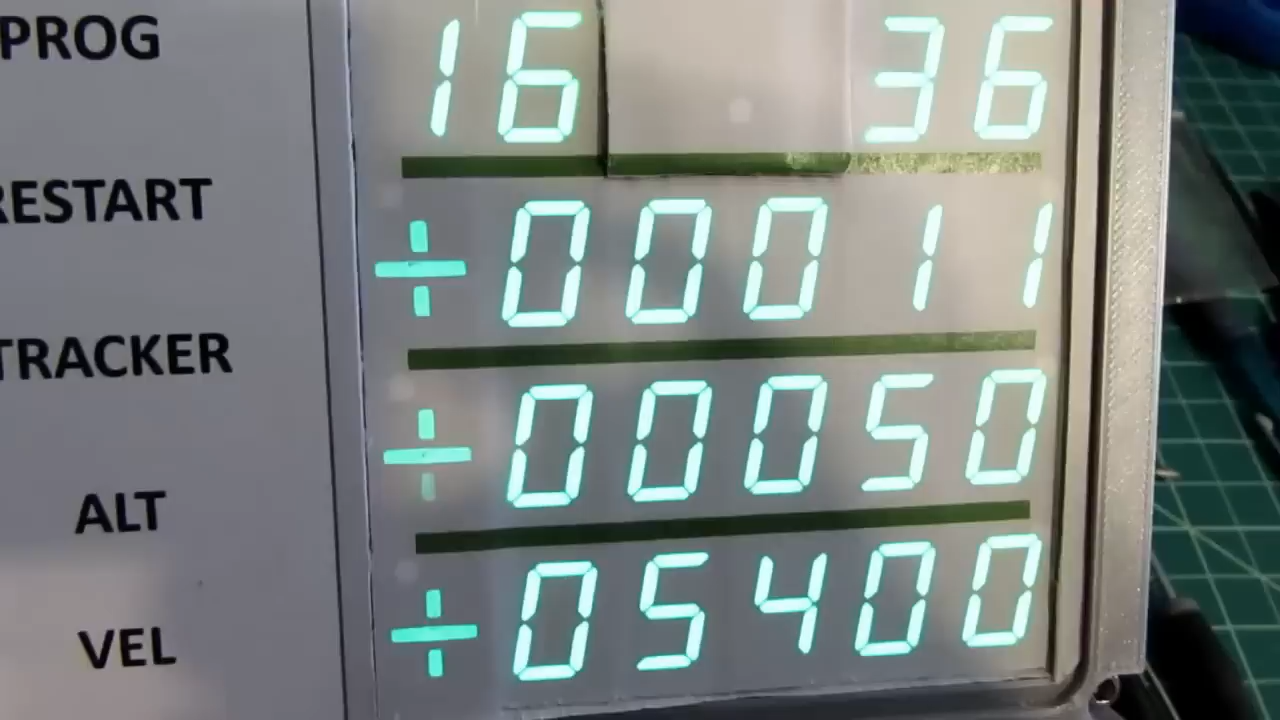 PROG
16 36
RESTART
+00011
TRACKER
+00050
ALT
VEL
+05400